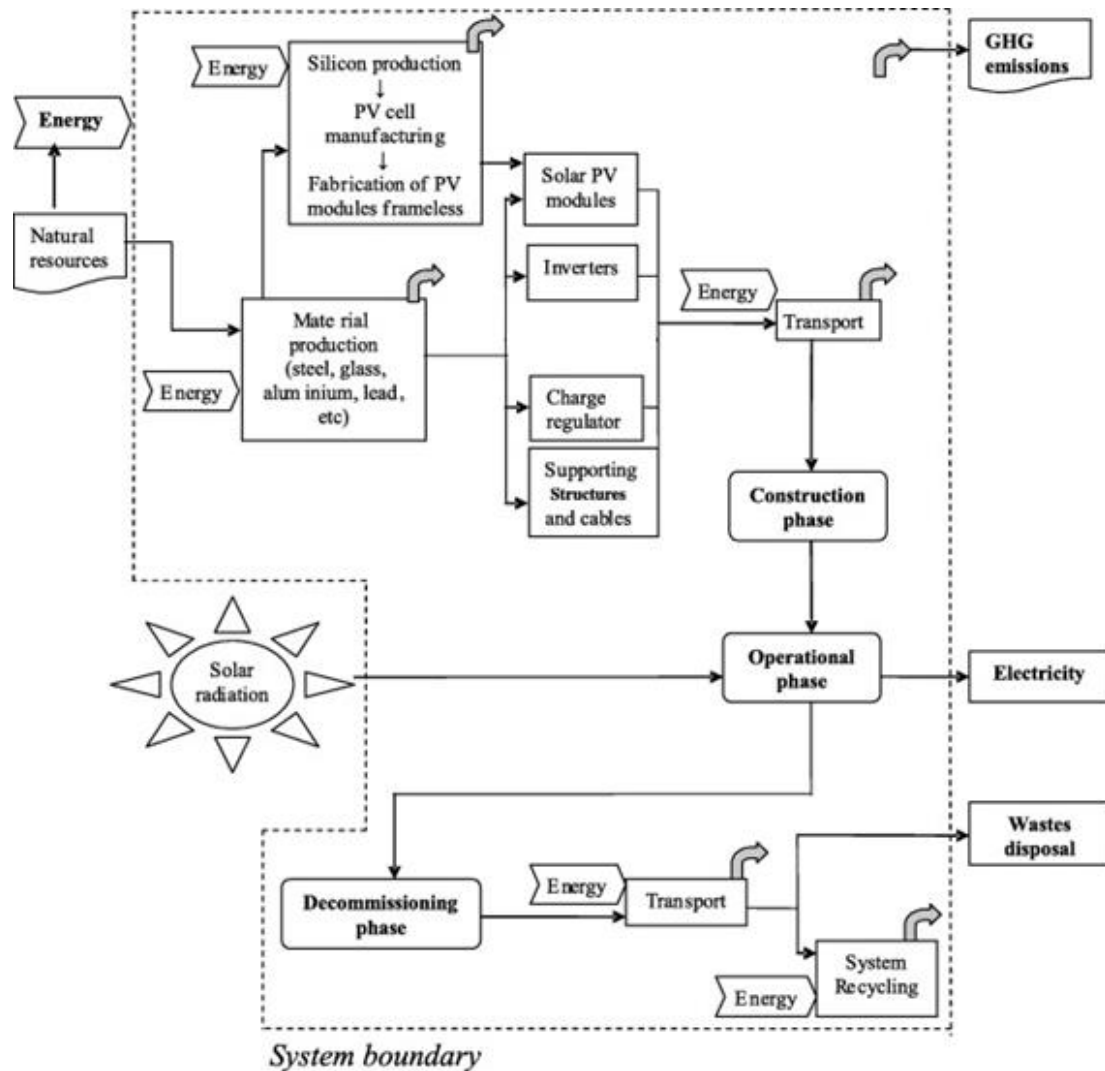 Energy
Silicon production
↓
PV cell
manufacturing
↓
Fabrication of PV
modules frameless
GHG
emissions
Energy
Natural
resources
Solar PV
modules
Inverters
Energy
Transport
Mate rial
production
(steel, glass,
alum inium, lead,
etc)
Energy
Charge
regulator
Supporting
Structures
and cables
Construction
phase
Solar
radiation
Operational
phase
Electricity
Wastes
disposal
Decommissioning
phase
Energy
Transport
System
Recycling
Energy
System boundary